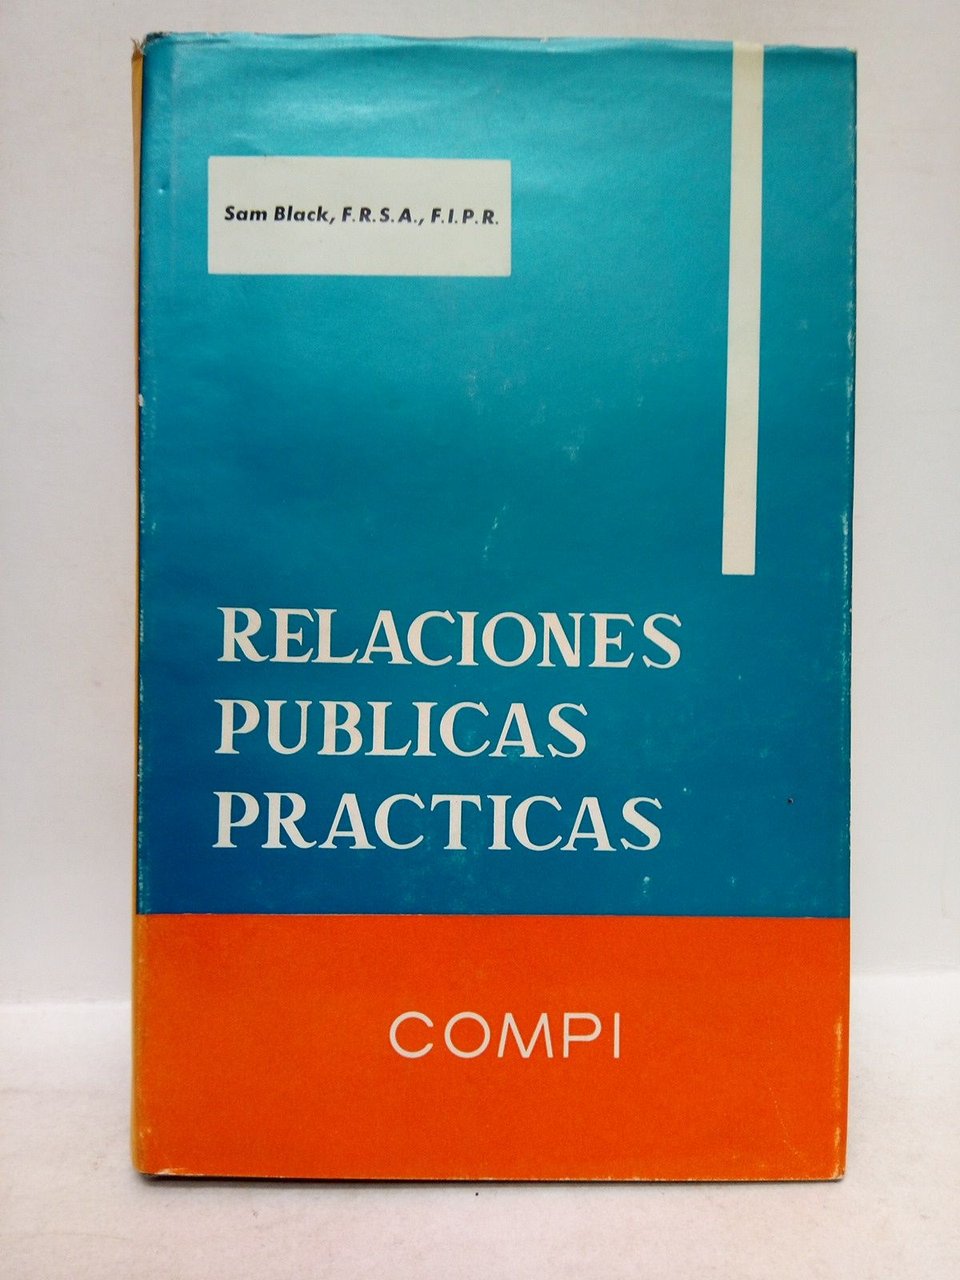 Sam Black, F.R.S.A., F.I.P.R.
RELACIONES
PUBLICAS
PRACTICAS
COMPI